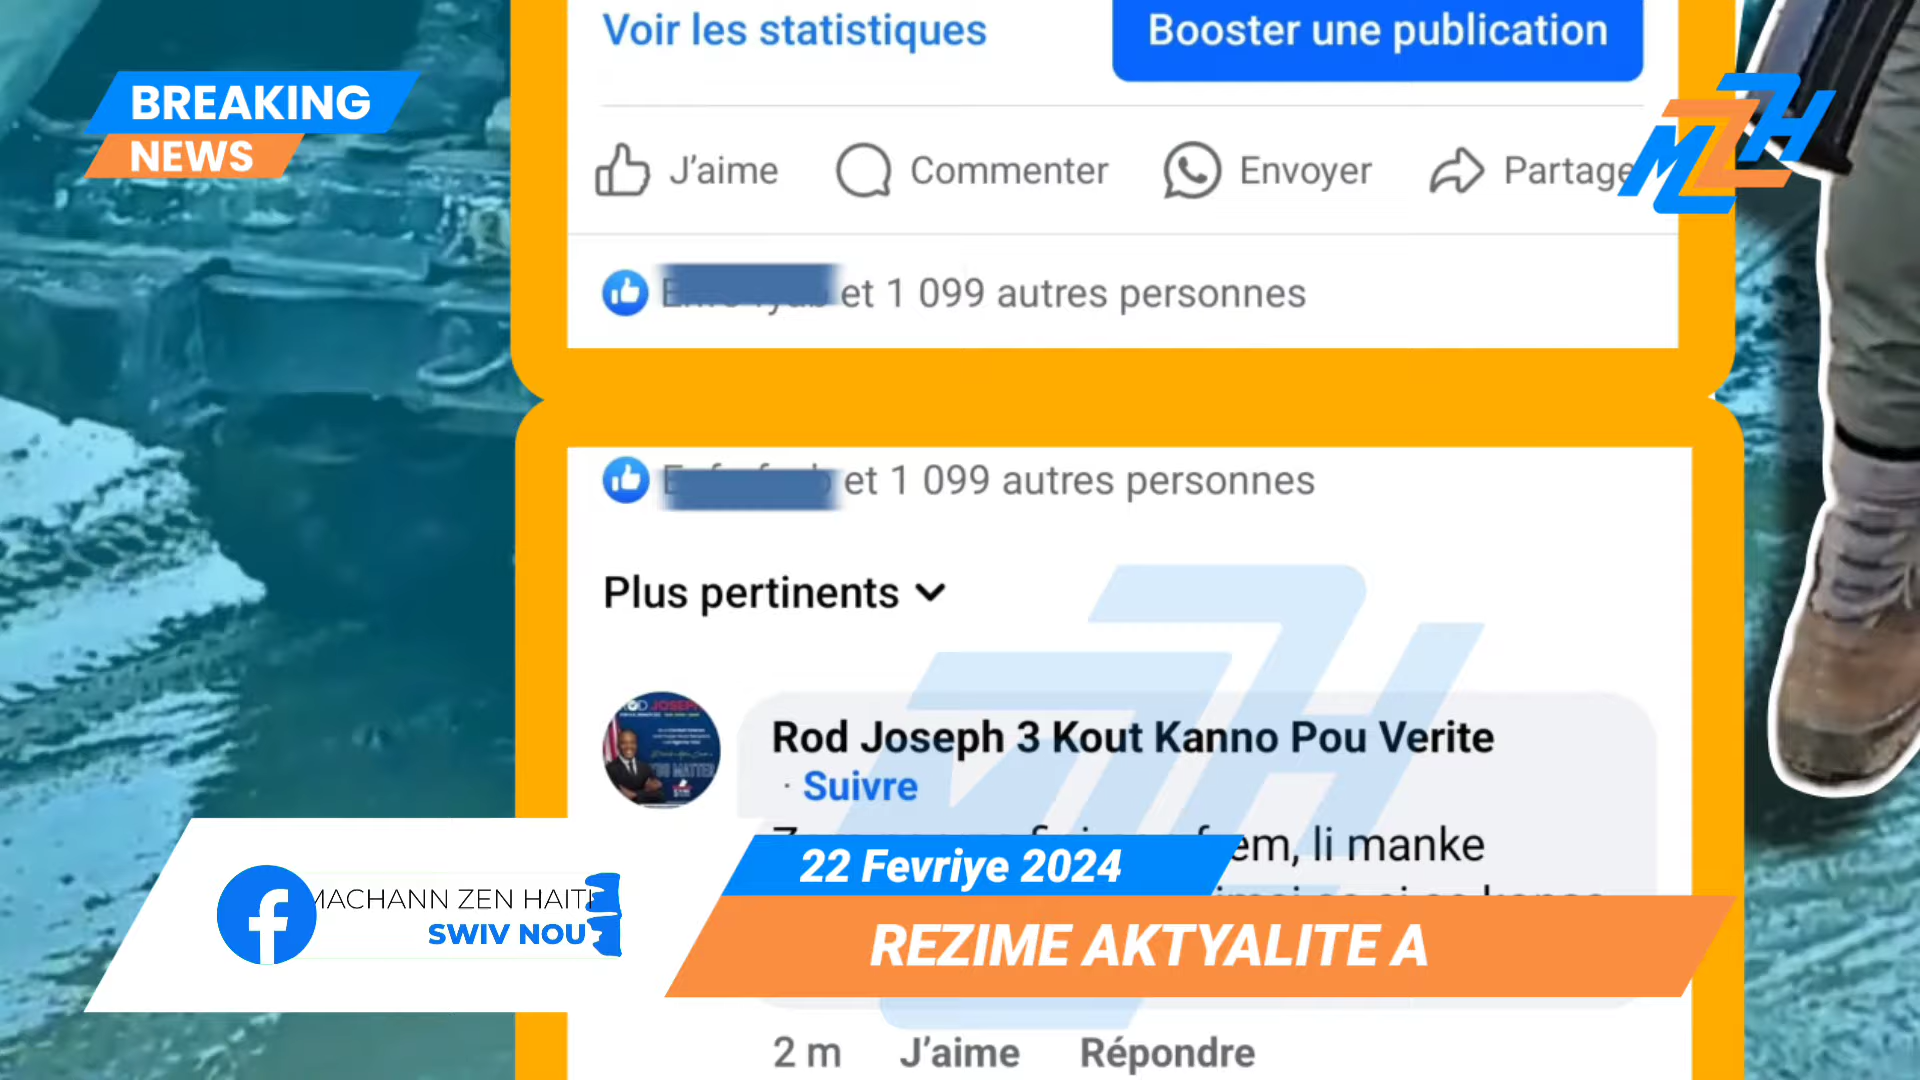 Voir les statistiques
Booster une publication
BREAKING
NEWS
MZH
J'aime
Commenter
Envoyer
Partage
et 1 099 autres personnes
et 1 099 autres personnes
Plus pertinents
Rod Joseph 3 Kout Kanno Pou Verite
· Suivre
em, li manke
22 Fevriye 2024
MACHANN ZEN HAITI
SWIV NOU
REZIME AKTYALITE A
2 m
J'aime
Répondre